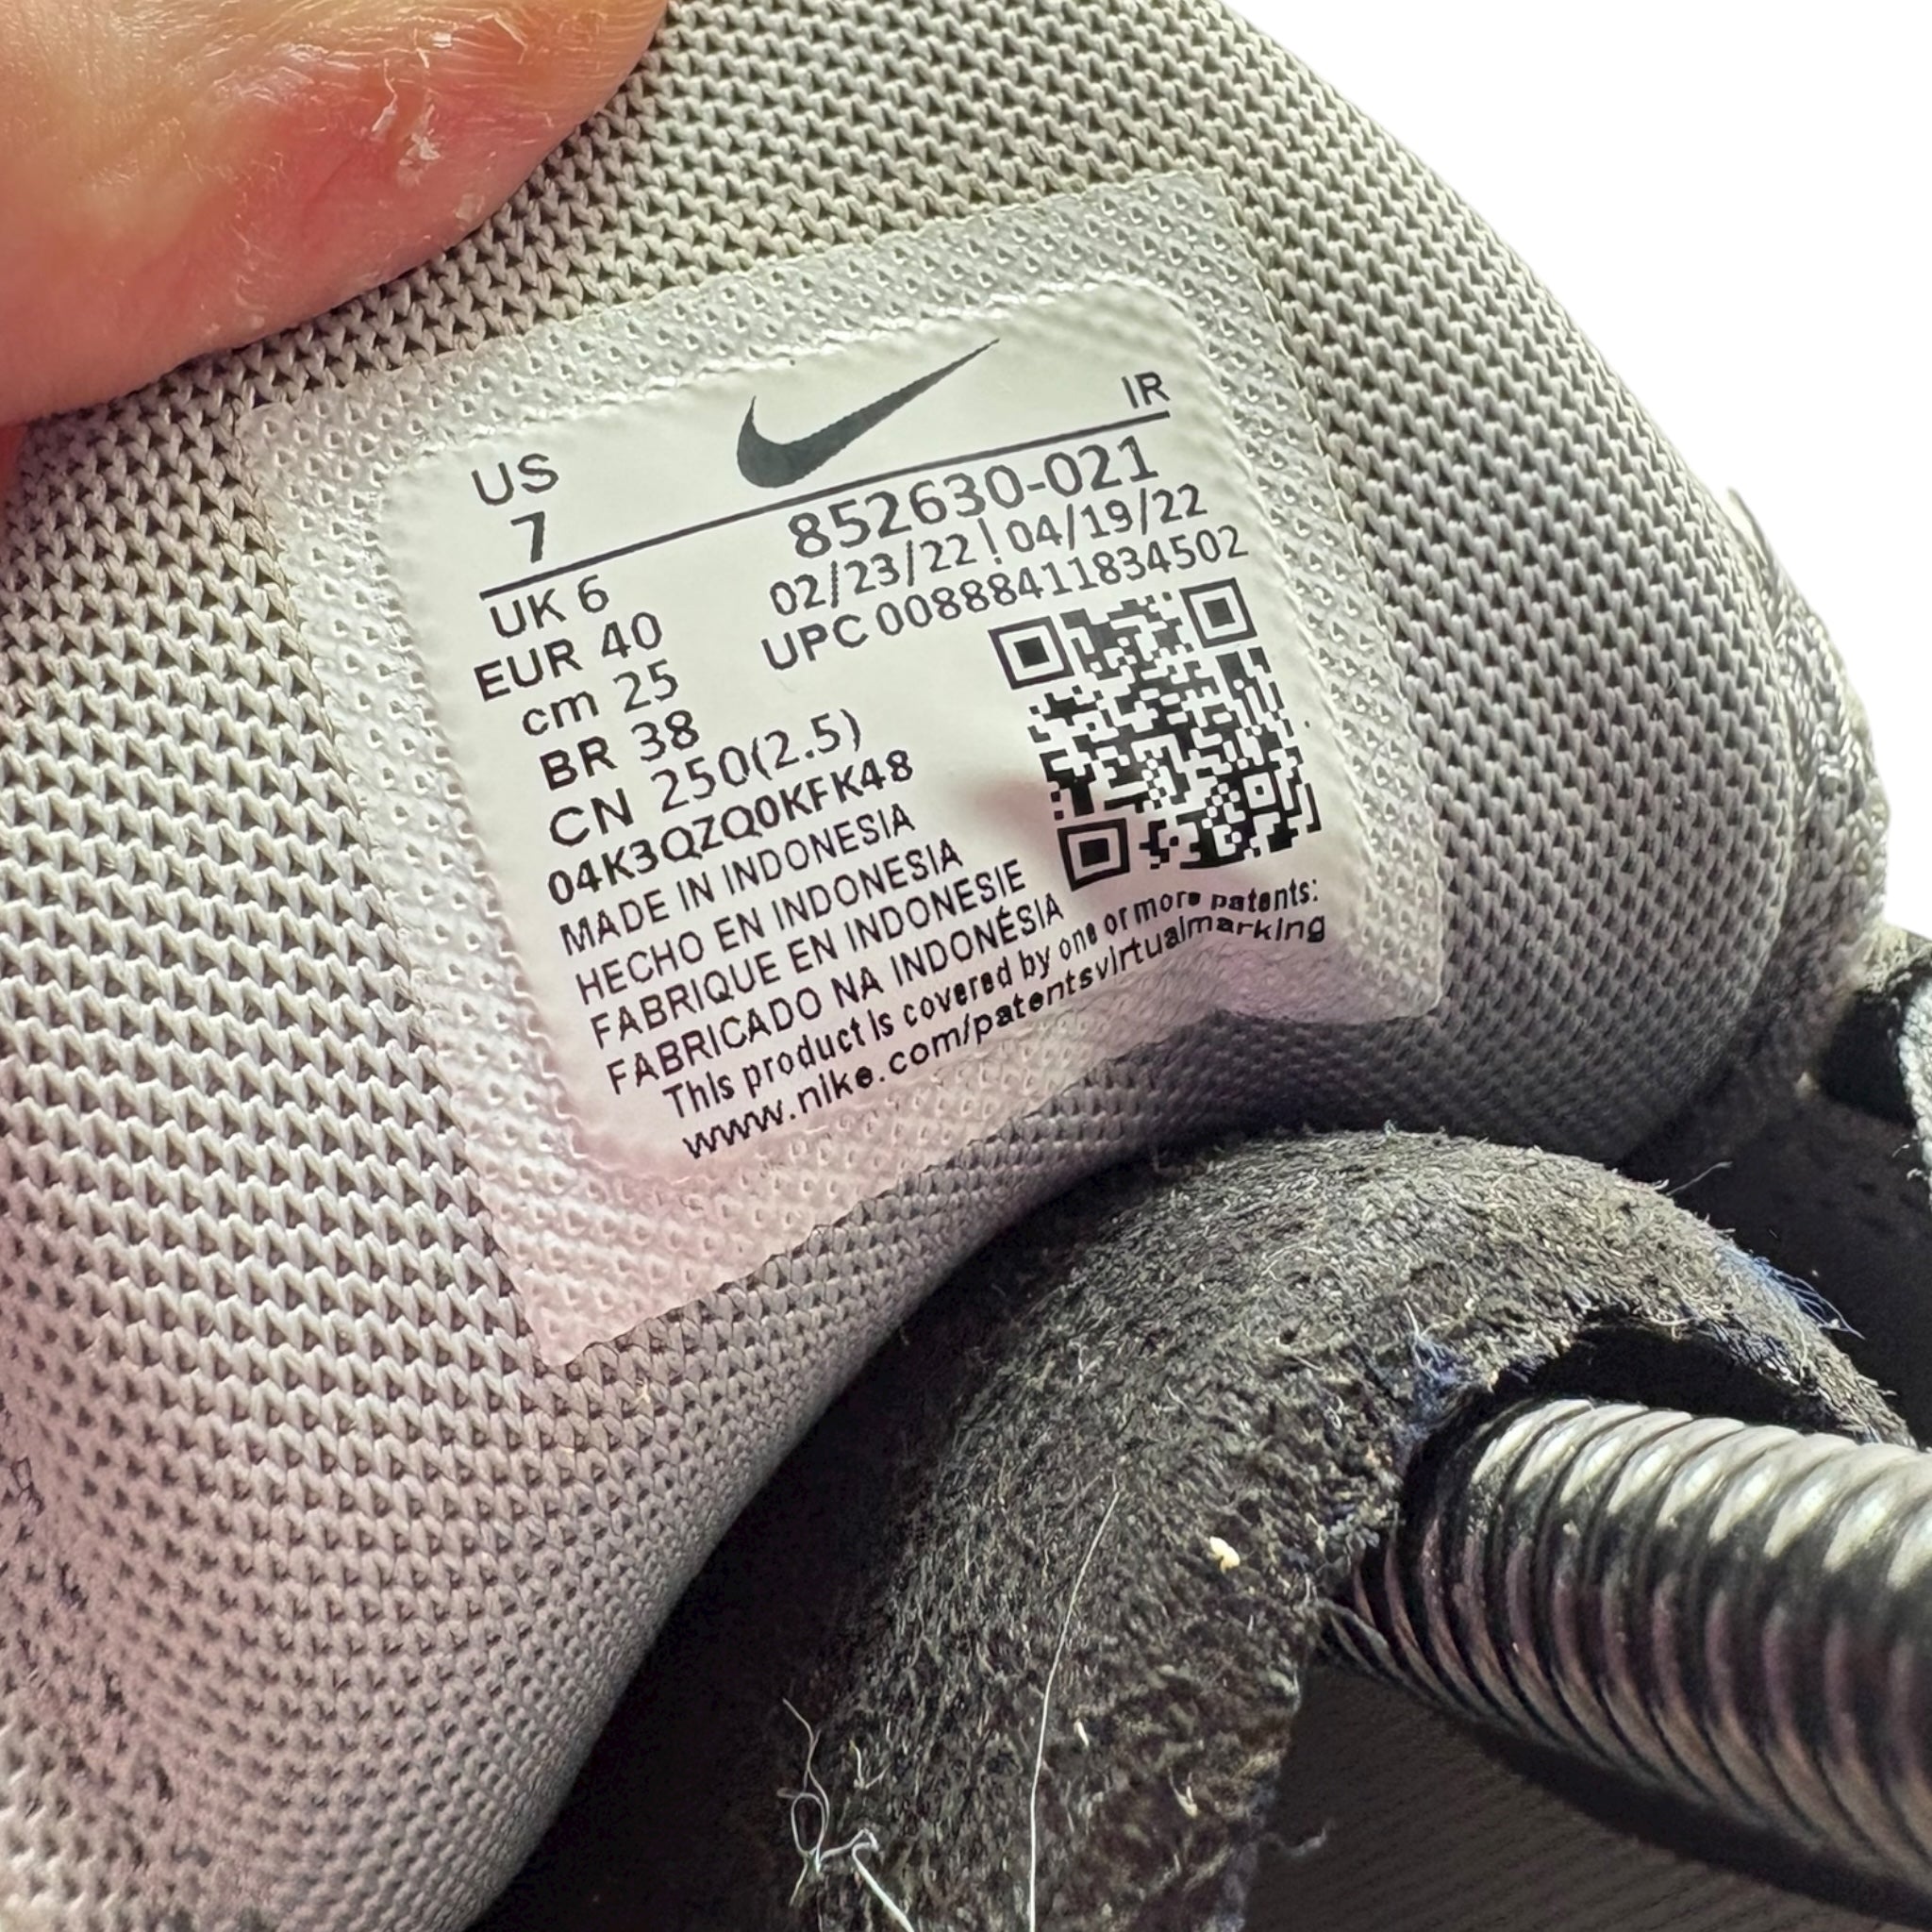 US
7
IR
852630-021
02/23/22 | 04/19/22
UPC 00888411834502
UK 6
EUR 40
cm 25
BR 38
CN 250(2.5)
04K3QZQ0KFK48
MADE IN INDONESIA
HECHO EN INDONESIA
FABRIQUE EN INDONESIE
FABRICADO NA INDONÉSIA
This product is covered by one or more patents:
www.nike.com/patentsvirtualmarking